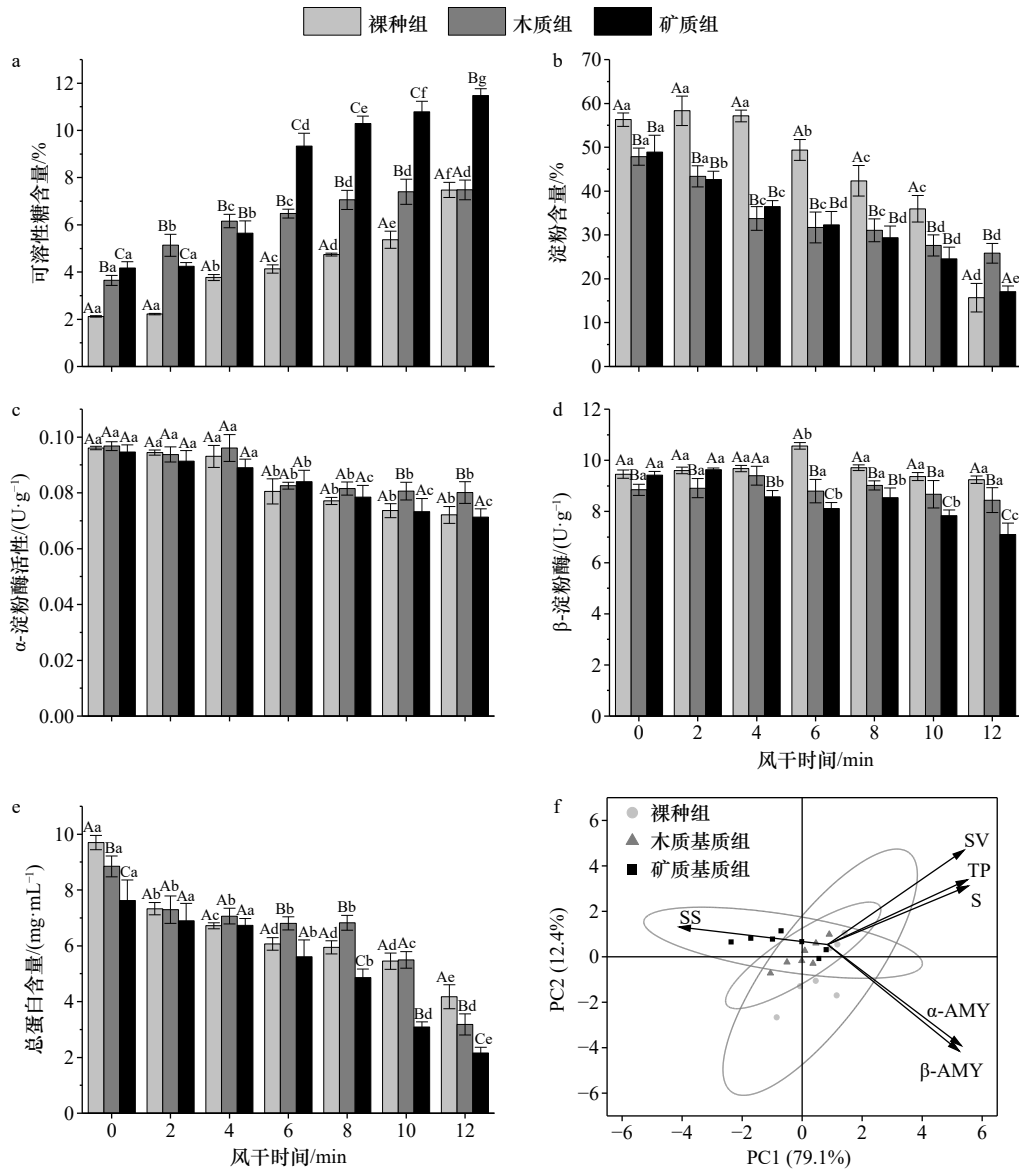 裸种组 木质组 矿质组
a
可溶性糖含量/%
12
10
8
6
4
2
0
Aa Ba Ca
Aa Bb Ca
Ab Bc Bb
Ac Bc Cd
Ad Bd Ce
Ae Bd Cf
Af Ad Bg
b
淀粉含量/%
70
60
50
40
30
20
10
0
Aa Ba Ba
Aa Ba Bb
Aa Bc Bc
Ab Bc Bc
Ac Bc Bd
Ac Bd Bd
Ad Bd Ae
c
α-淀粉酶活性/(U·g⁻¹)
0.10
0.08
0.06
0.04
0.02
0.00
Aa Aa Aa
Aa Aa Aa
Aa Aa Aa
Ab Ab Ab
Ab Ab Ac
Ab Bb Ac
Ab Bb Ac
d
β-淀粉酶/(U·g⁻¹)
12
10
8
6
4
2
0
Aa Ba Aa
Aa Ba Aa
Aa Aa Bb
Ab Ba Cb
Aa Ba Bb
Aa Ba Cb
Aa Ba Cc
0 2 4 6 8 10 12
风干时间/min
e
总蛋白含量/(mg·mL⁻¹)
10
8
6
4
2
0
Aa Ba Ca
Ab Ab Aa
Ac Ab Aa
Ad Bb Ab
Ad Bb Cb
Ad Ac Bd
Ae Bd Ce
0 2 4 6 8 10 12
风干时间/min
f
裸种组
木质基质组
矿质基质组
SV
TP
S
SS
α-AMY
β-AMY
PC2 (12.4%)
6
4
2
0
−2
−4
−6
−6 −4 −2 0 2 4 6
PC1 (79.1%)